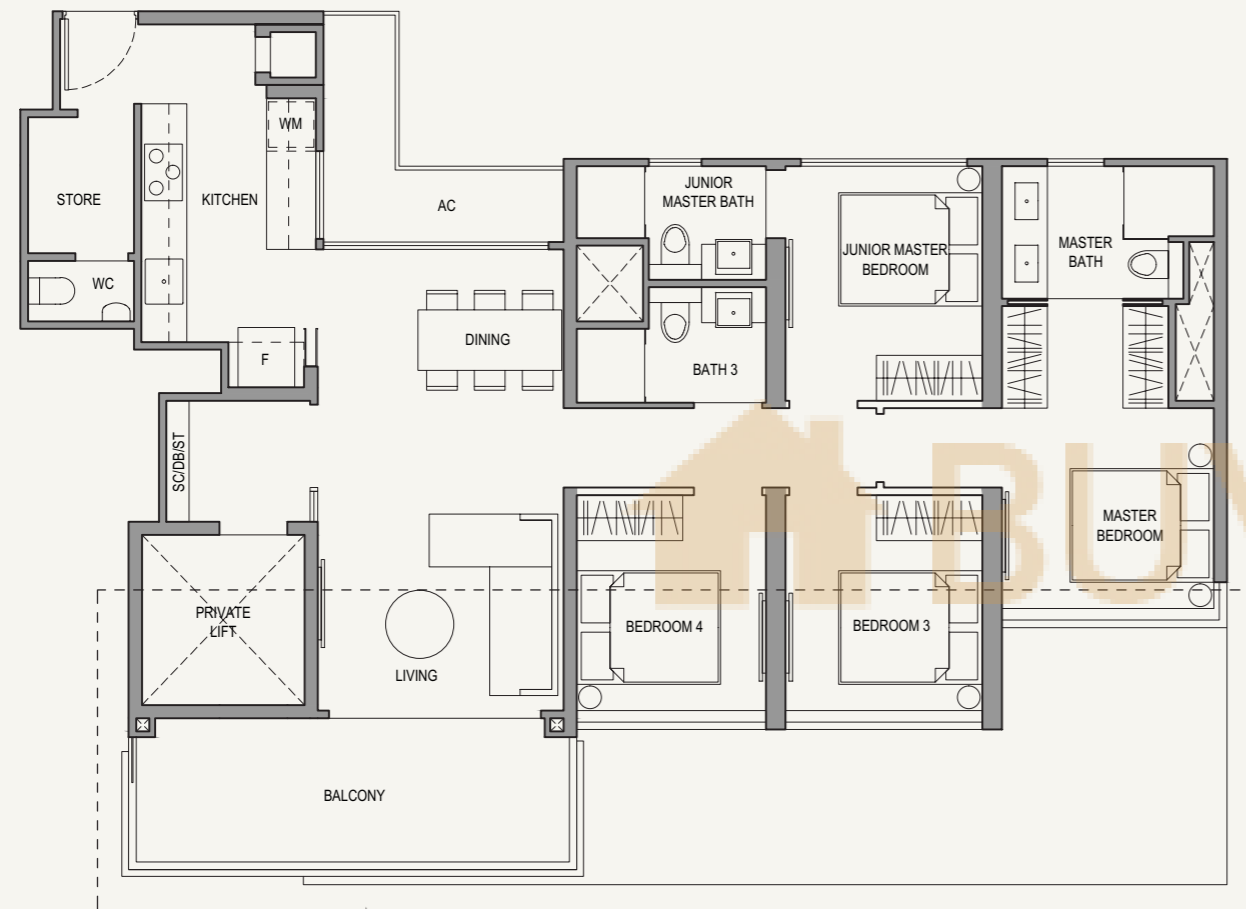 WM
JUNIOR
MASTER BATH
STORE
KITCHEN
AC
JUNIOR MASTER
BEDROOM
MASTER
BATH
WC
DINING
F
BATH 3
SC/DB/ST
MASTER
BEDROOM
PRIVATE
LIFT
BEDROOM 4
BEDROOM 3
LIVING
BALCONY